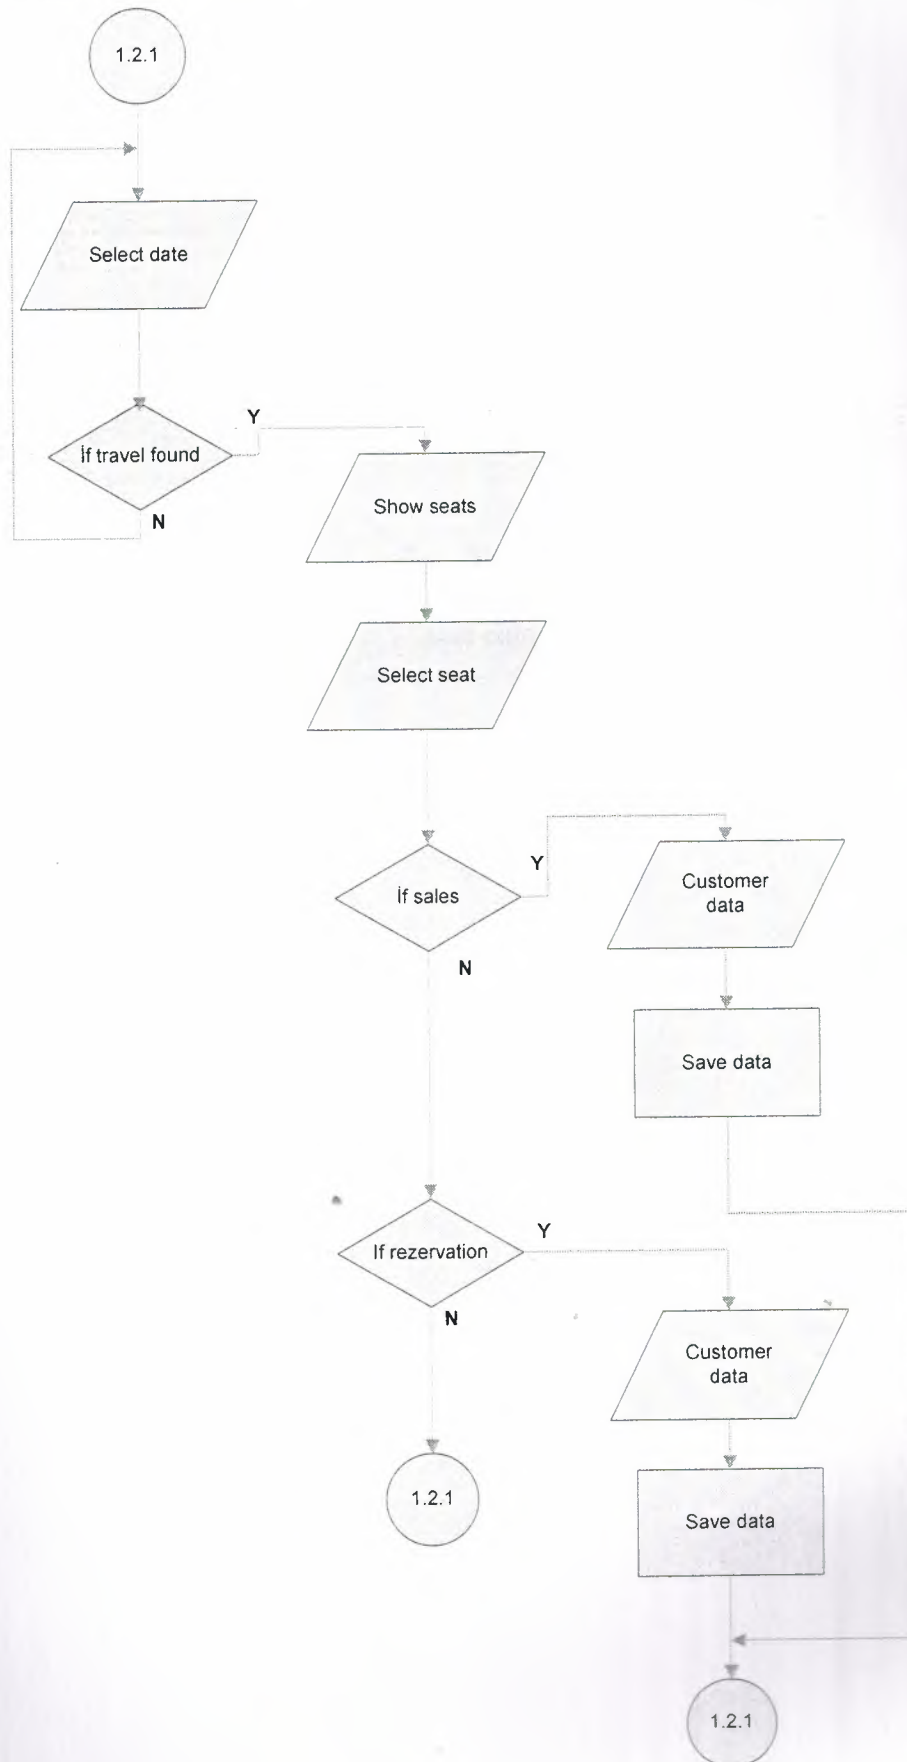 1.2.1
Select date
İf travel found
Y
N
Show seats
Select seat
İf sales
Y
N
Customer
data
Save data
If rezervation
Y
N
Customer
data
Save data
1.2.1
1.2.1